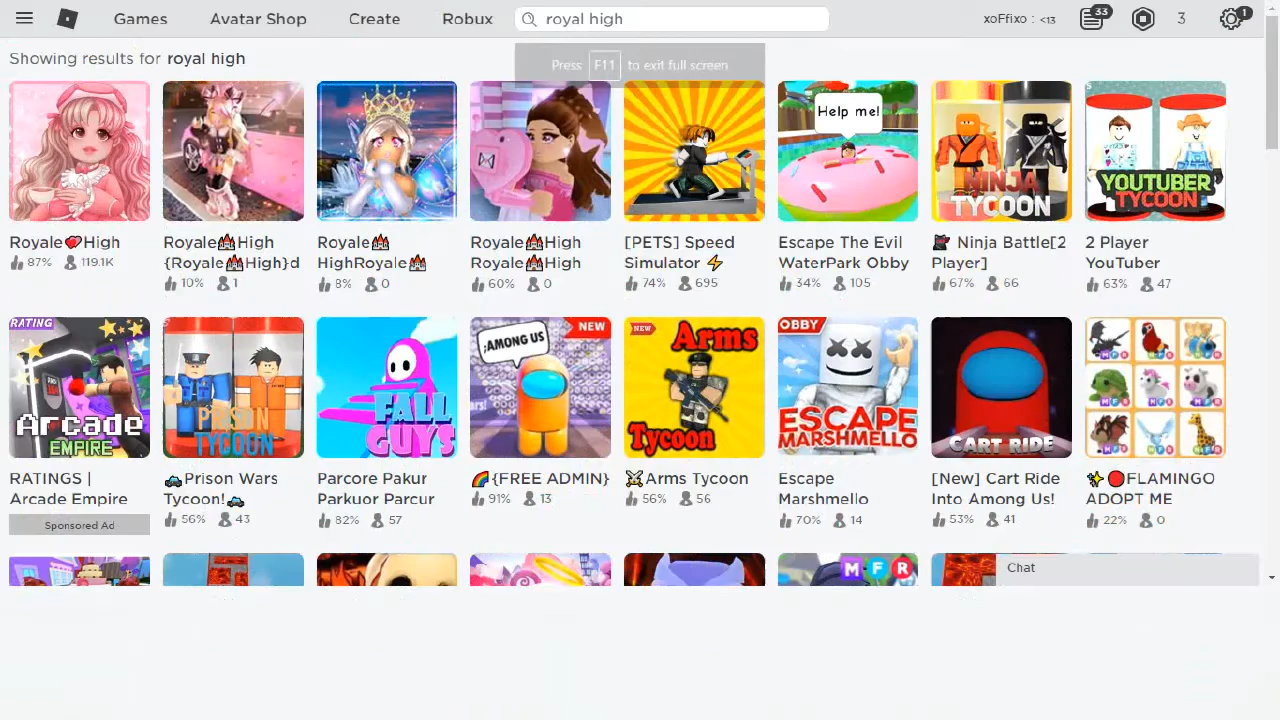 Games Avatar Shop Create Robux royal high xoFfixo : <13 33 3 1
Showing results for royal high
Press F11 to exit full screen
Help me!
NINJA TYCOON
YOUTUBER TYCOON
Royale❤️High
87% 119.1K
Royale🏰High {Royale🏰High}d
10% 1
Royale🏰 HighRoyale🏰
8% 0
Royale🏰High Royale🏰High
60% 0
[PETS] Speed Simulator ⚡
74% 695
Escape The Evil WaterPark Obby
34% 105
Ninja Battle[2 Player]
67% 66
2 Player YouTuber
63% 47
RATING
Arcade EMPIRE
PRISON TYCOON
FALL GUYS
;AMONG US
NEW
NEW
Arms Tycoon
OBBY
ESCAPE MARSHMELLO
CART RIDE
RATINGS | Arcade Empire
Sponsored Ad
🚙Prison Wars Tycoon!🚙
56% 43
Parcore Pakur Parkuor Parcur
82% 57
🌈{FREE ADMIN}
91% 13
⚔️Arms Tycoon
56% 56
Escape Marshmello
70% 14
[New] Cart Ride Into Among Us!
53% 41
✨🔴FLAMINGO ADOPT ME
22% 0
M F R
Chat